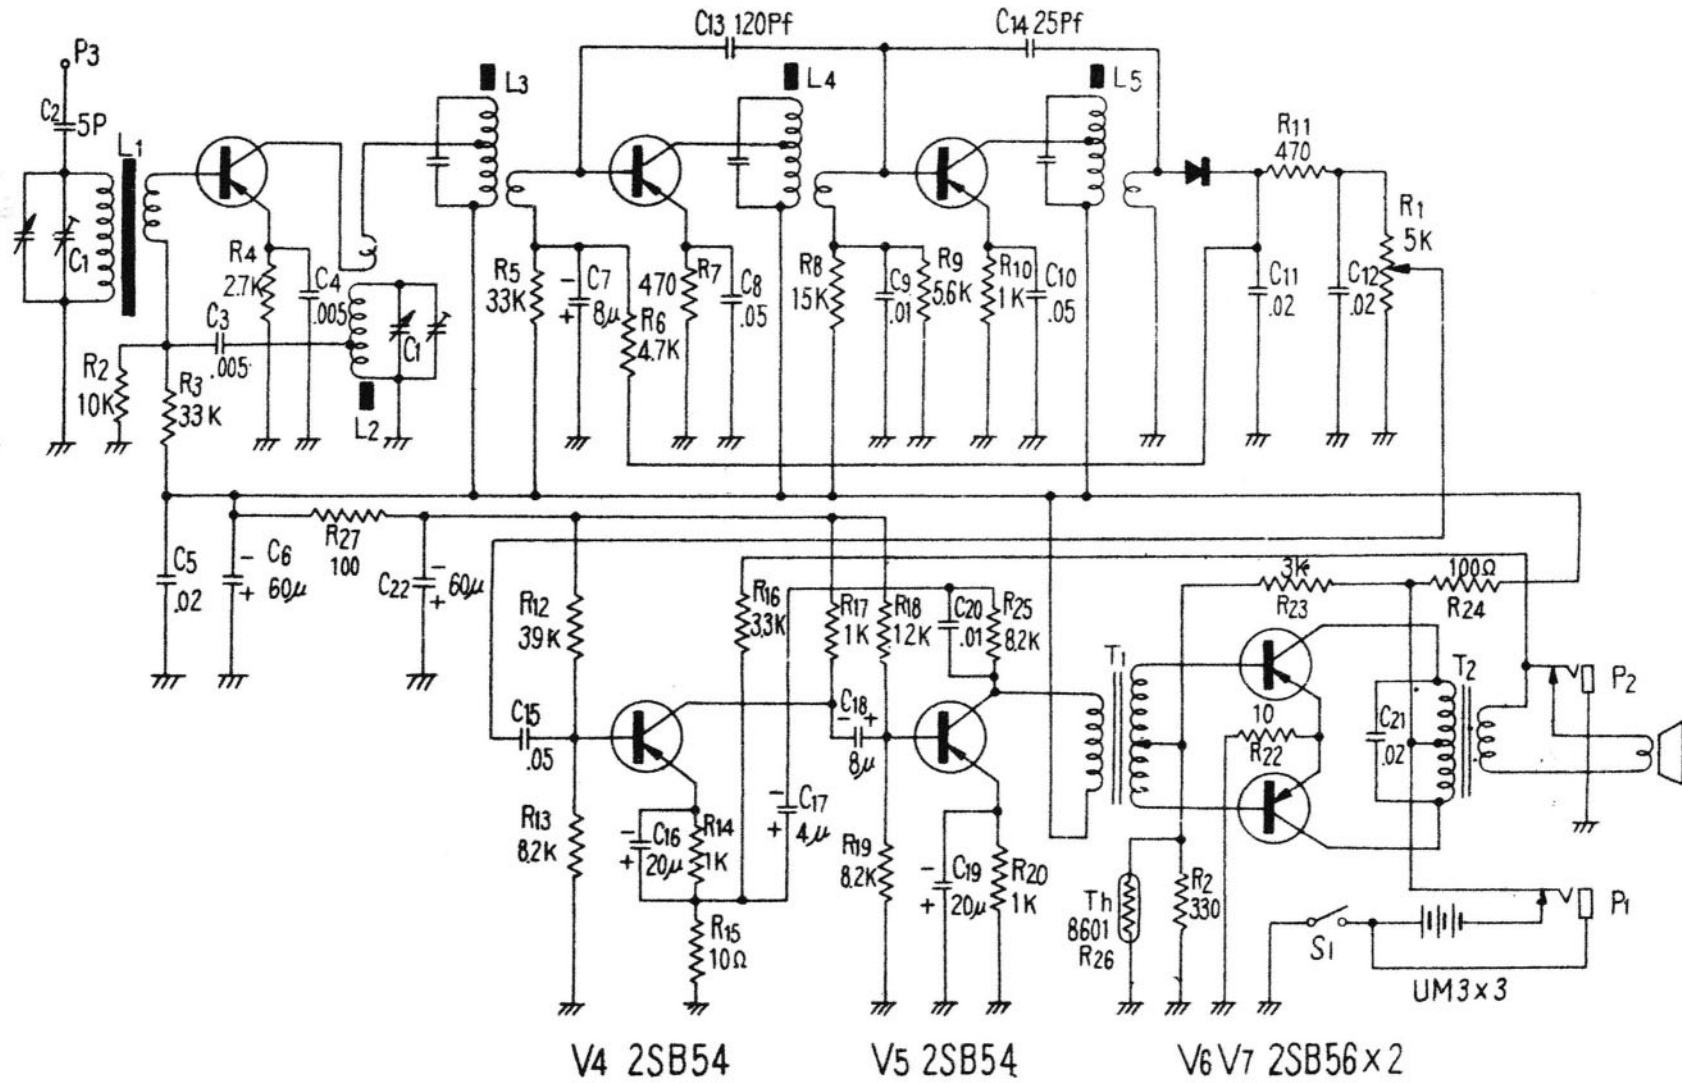 C13 120Pf
C14 25Pf
P3
C2 5P
L1
L3
L4
L5
R11
470
C1
R4
2.7K
C4
.005
R5
33K
C7
8μ
R6
4.7K
470 R7
C8
.05
R8
15K
C9
.01
R9
5.6K
R10
1K
C10
.05
C11
.02
C12
.02
R1
5K
C3
.005
C1
R2
10K
R3
33K
L2
C5
.02
C6
60μ
R27
100
C22
60μ
R12
39K
R16
3.3K
R17
1K
R18
12K
C20
.01
R25
8.2K
3K
R23
100Ω
R24
T1
T2
P2
C15
.05
C18
8μ
10
R22
C21
.02
R13
8.2K
C16
20μ
R14
1K
C17
4μ
R19
8.2K
C19
20μ
R20
1K
R15
10Ω
Th
8601
R26
R2
330
S1
P1
UM3x3
V4 2SB54
V5 2SB54
V6 V7 2SB56x2